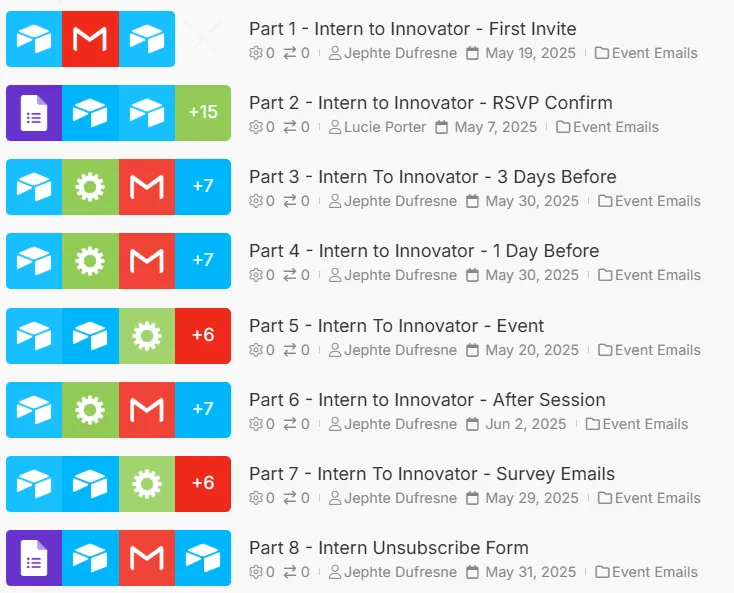 Part 1 - Intern to Innovator - First Invite
0 0 Jephte Dufresne May 19, 2025 Event Emails
+15
Part 2 - Intern to Innovator - RSVP Confirm
0 0 Lucie Porter May 7, 2025 Event Emails
+7
Part 3 - Intern To Innovator - 3 Days Before
0 0 Jephte Dufresne May 30, 2025 Event Emails
+7
Part 4 - Intern to Innovator - 1 Day Before
0 0 Jephte Dufresne May 30, 2025 Event Emails
+6
Part 5 - Intern To Innovator - Event
0 0 Jephte Dufresne May 20, 2025 Event Emails
+7
Part 6 - Intern to Innovator - After Session
0 0 Jephte Dufresne Jun 2, 2025 Event Emails
+6
Part 7 - Intern To Innovator - Survey Emails
0 0 Jephte Dufresne May 29, 2025 Event Emails
Part 8 - Intern Unsubscribe Form
0 0 Jephte Dufresne May 31, 2025 Event Emails